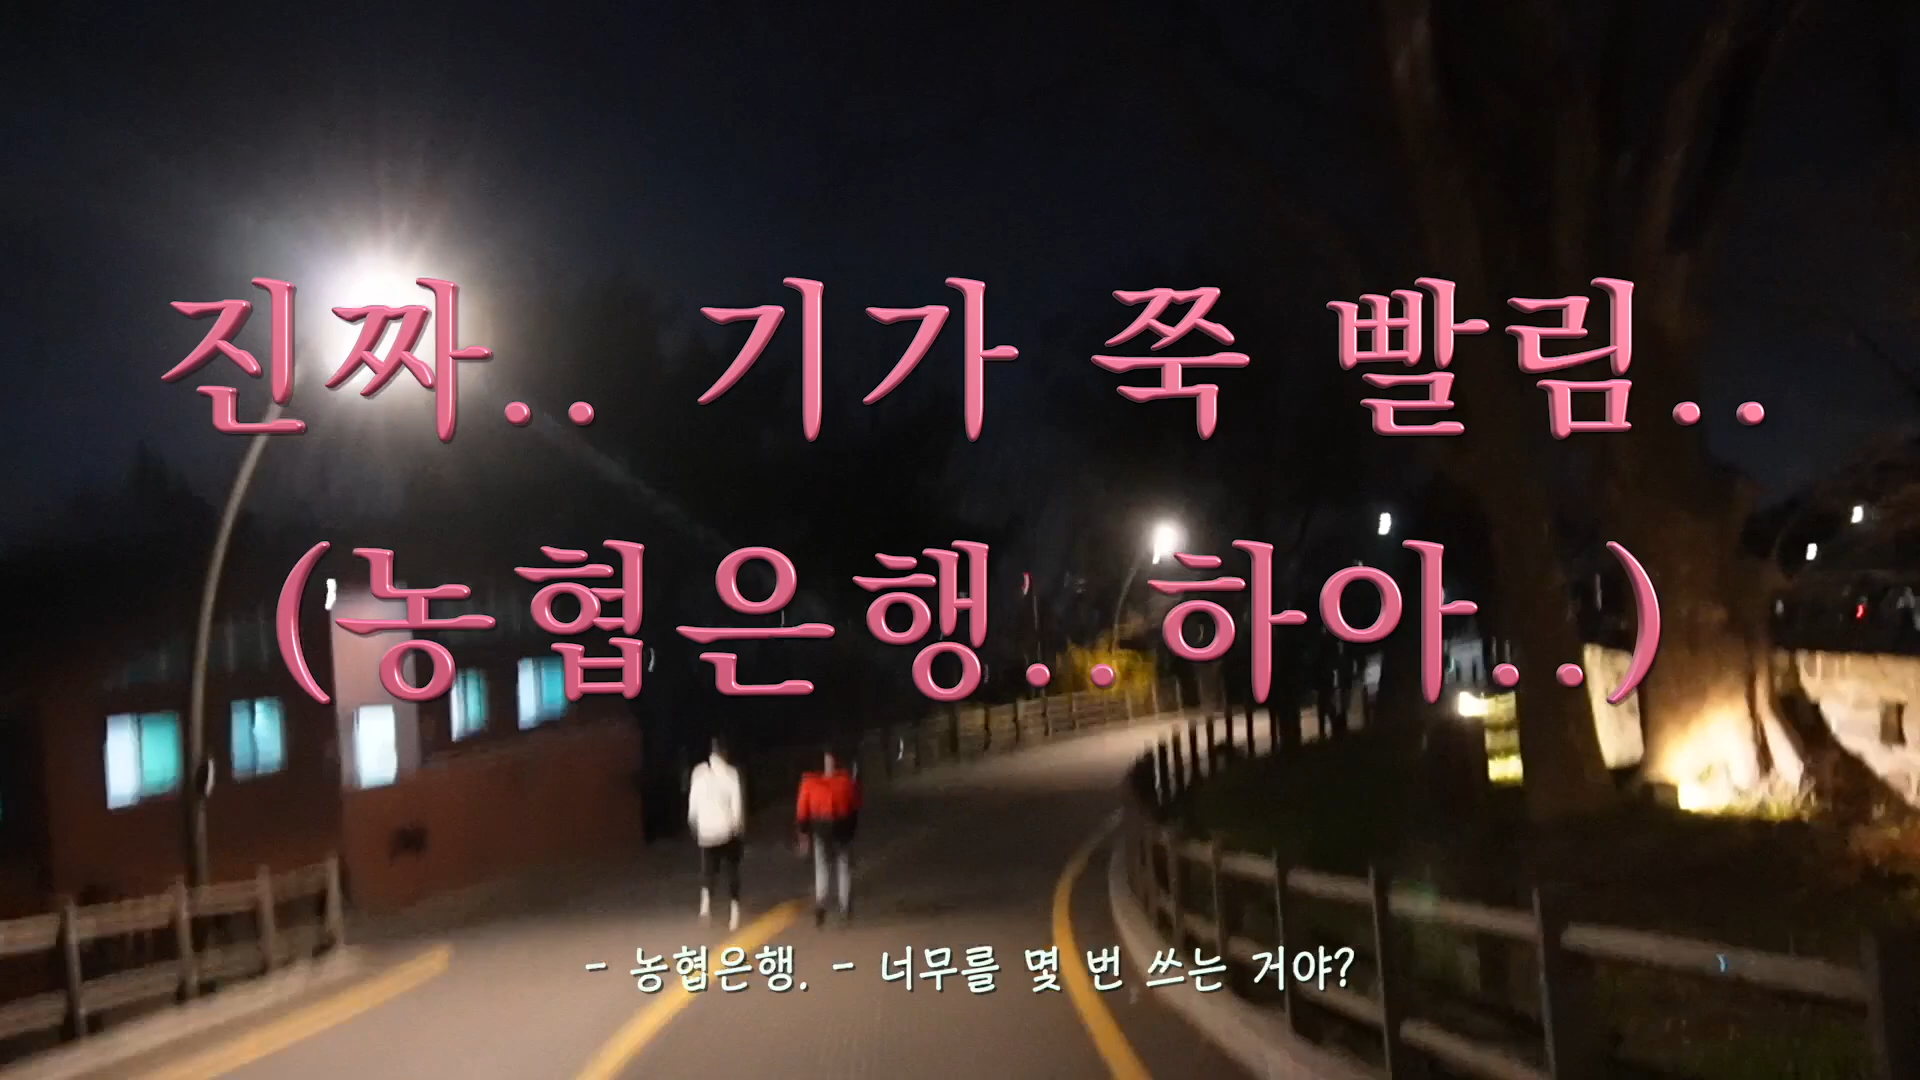 진짜.. 기가 쭉 빨림..
(농협은행..하아..)
- 농협은행. - 너무를 몇 번 쓰는 거야?